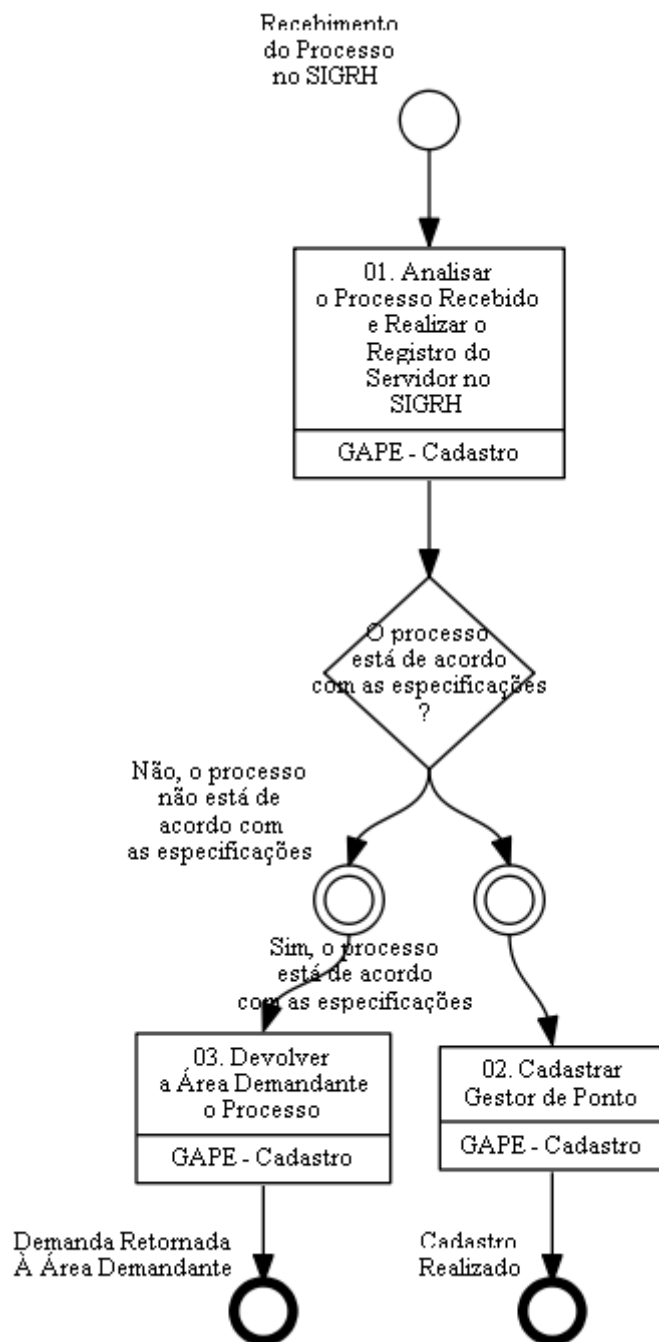 Recebimento
do Processo
no SIGRH
01. Analisar
o Processo Recebido
e Realizar o
Registro do
Servidor no
SIGRH
GAPE - Cadastro
O processo
está de acordo
com as especificações
?
Não, o processo
não está de
acordo com
as especificações
Sim, o processo
está de acordo
com as especificações
03. Devolver
a Área Demandante
o Processo
GAPE - Cadastro
02. Cadastrar
Gestor de Ponto
GAPE - Cadastro
Demanda Retornada
À Área Demandante
Cadastro
Realizado